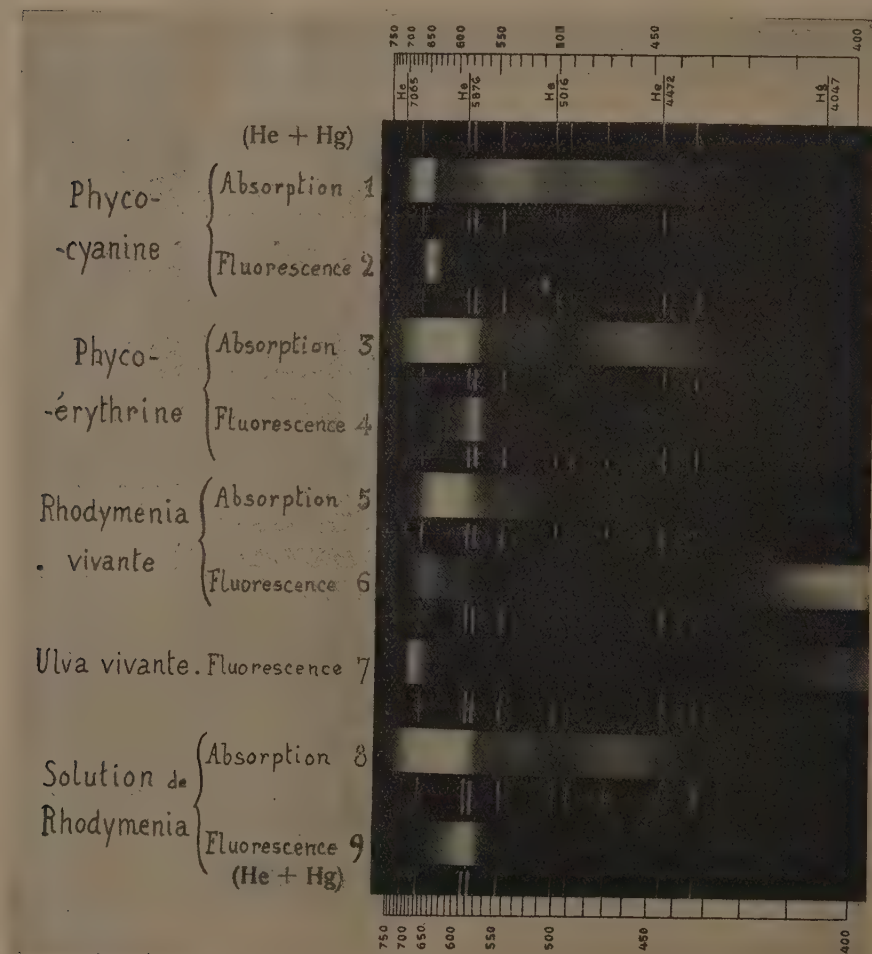 750 700 650 600 550 500 450 400
He 7065 He 5876 He 5016 He 4472 Hg 4047
(He + Hg)
Phyco-
-cyanine
Absorption 1
Fluorescence 2
Phyco-
-érythrine
Absorption 3
Fluorescence 4
Rhodymenia
vivante
Absorption 5
Fluorescence 6
Ulva vivante. Fluorescence 7
Solution de
Rhodymenia
Absorption 8
Fluorescence 9
(He + Hg)
750 700 650 600 550 500 450 400